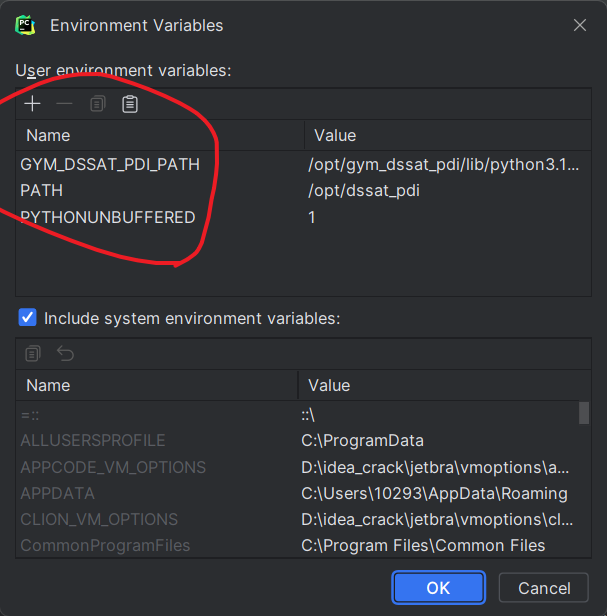 PC
Environment Variables
User environment variables:
Name Value
GYM_DSSAT_PDI_PATH /opt/gym_dssat_pdi/lib/python3.1...
PATH /opt/dssat_pdi
PYTHONUNBUFFERED 1
Include system environment variables:
Name Value
=:: ::\
ALLUSERSPROFILE C:\ProgramData
APPCODE_VM_OPTIONS D:\idea_crack\jetbra\vmoptions\a...
APPDATA C:\Users\10293\AppData\Roaming
CLION_VM_OPTIONS D:\idea_crack\jetbra\vmoptions\cl...
CommonProgramFiles C:\Program Files\Common Files
OK Cancel